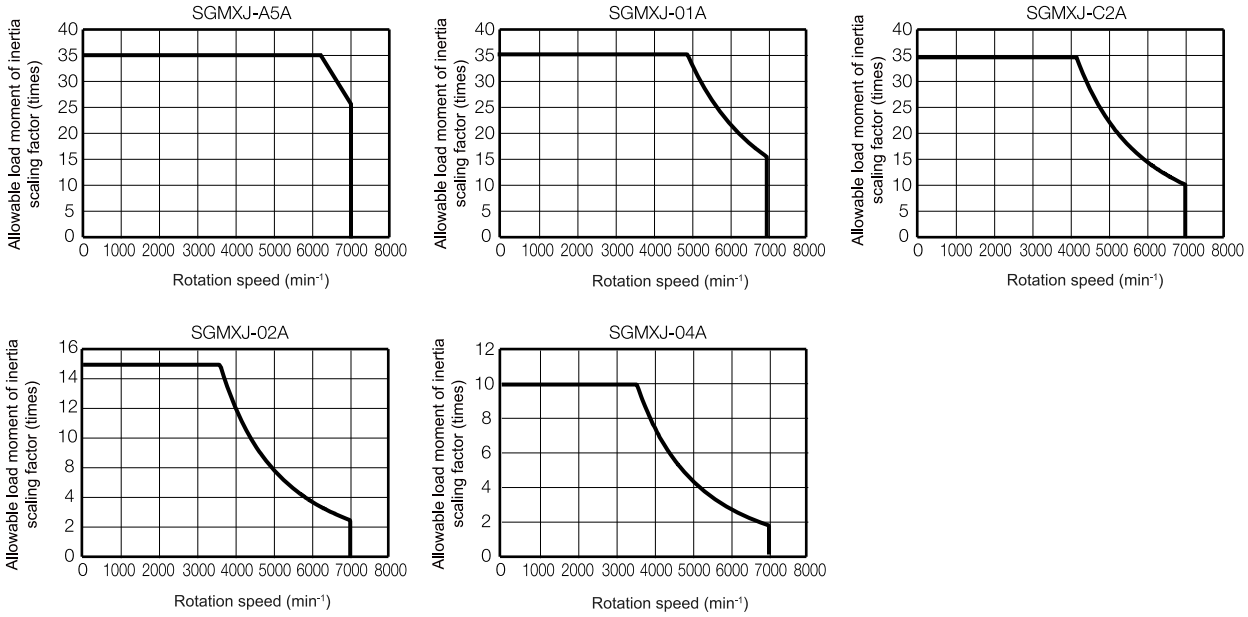 SGMXJ-A5A
Allowable load moment of inertia
scaling factor (times)
40
35
30
25
20
15
10
5
0
0 1000 2000 3000 4000 5000 6000 7000 8000
Rotation speed (min⁻¹)
SGMXJ-01A
Allowable load moment of inertia
scaling factor (times)
40
35
30
25
20
15
10
5
0
0 1000 2000 3000 4000 5000 6000 7000 8000
Rotation speed (min⁻¹)
SGMXJ-C2A
Allowable load moment of inertia
scaling factor (times)
40
35
30
25
20
15
10
5
0
0 1000 2000 3000 4000 5000 6000 7000 8000
Rotation speed (min⁻¹)
SGMXJ-02A
Allowable load moment of inertia
scaling factor (times)
16
14
12
10
8
4
2
0
0 1000 2000 3000 4000 5000 6000 7000 8000
Rotation speed (min⁻¹)
SGMXJ-04A
Allowable load moment of inertia
scaling factor (times)
12
10
8
6
4
2
0
0 1000 2000 3000 4000 5000 6000 7000 8000
Rotation speed (min⁻¹)